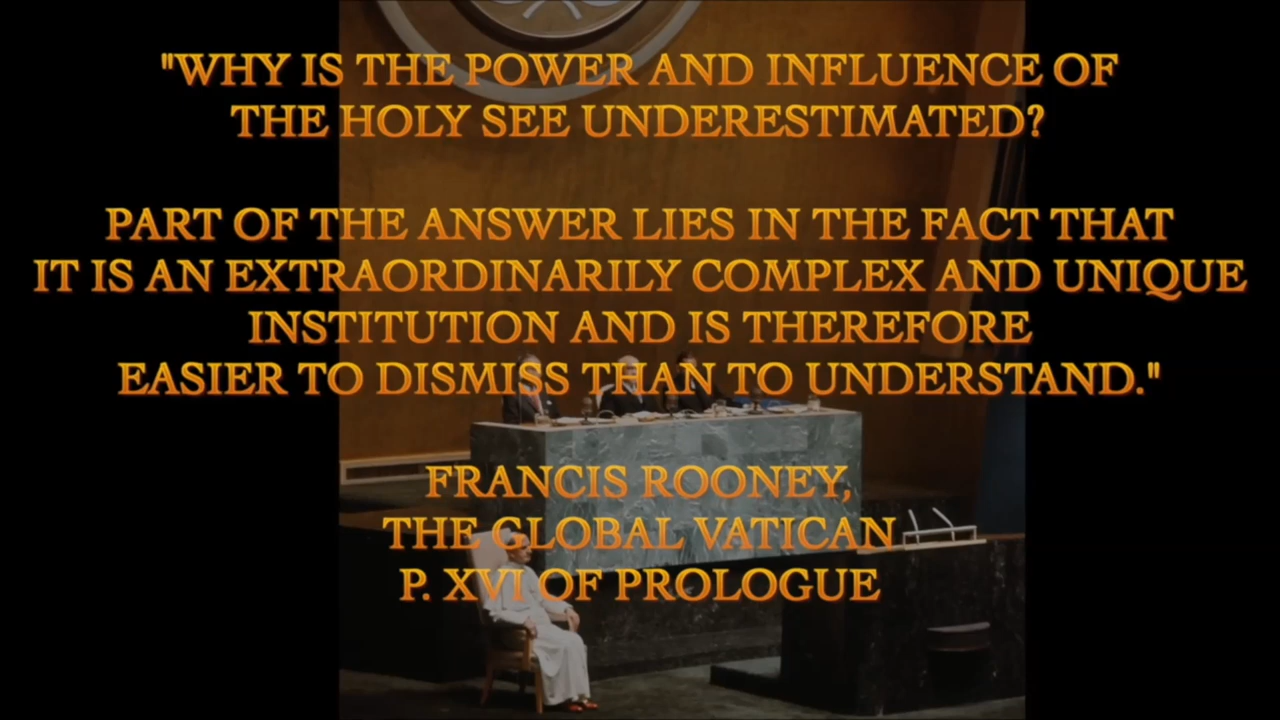 "WHY IS THE POWER AND INFLUENCE OF
THE HOLY SEE UNDERESTIMATED?
PART OF THE ANSWER LIES IN THE FACT THAT
IT IS AN EXTRAORDINARILY COMPLEX AND UNIQUE
INSTITUTION AND IS THEREFORE
EASIER TO DISMISS THAN TO UNDERSTAND."
FRANCIS ROONEY,
THE GLOBAL VATICAN
P. XVI OF PROLOGUE